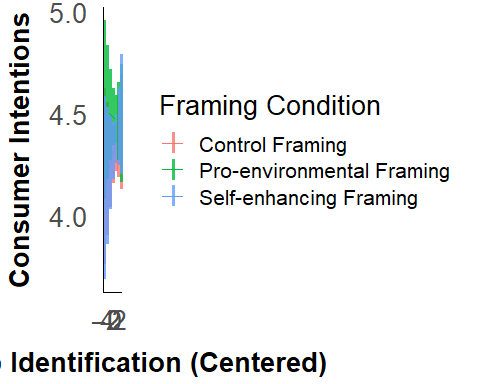 Consumer Intentions
5.0
4.5
4.0
Framing Condition
Control Framing
Pro-environmental Framing
Self-enhancing Framing
Identification (Centered)